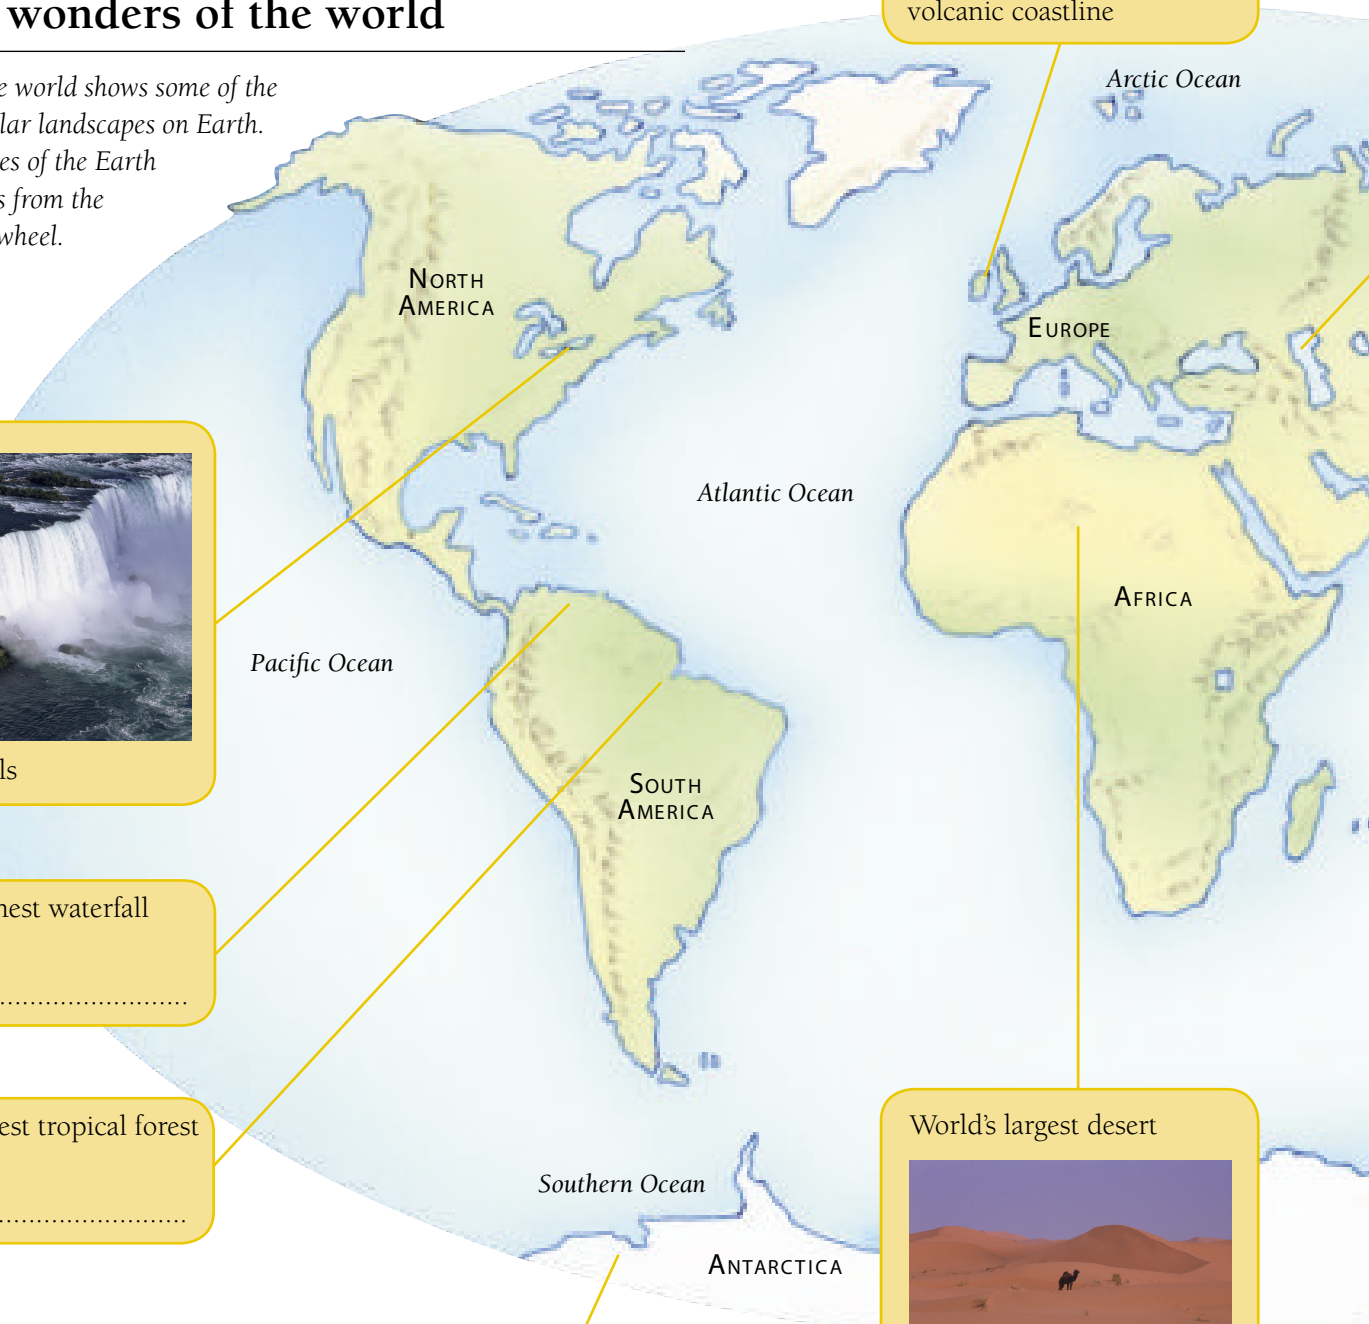 wonders of the world
e world shows some of the
lar landscapes on Earth.
es of the Earth
s from the
wheel.
volcanic coastline
Arctic Ocean
NORTH
AMERICA
EUROPE
Atlantic Ocean
AFRICA
Pacific Ocean
ls
SOUTH
AMERICA
nest waterfall
..........................
est tropical forest
..........................
World's largest desert
Southern Ocean
ANTARCTICA